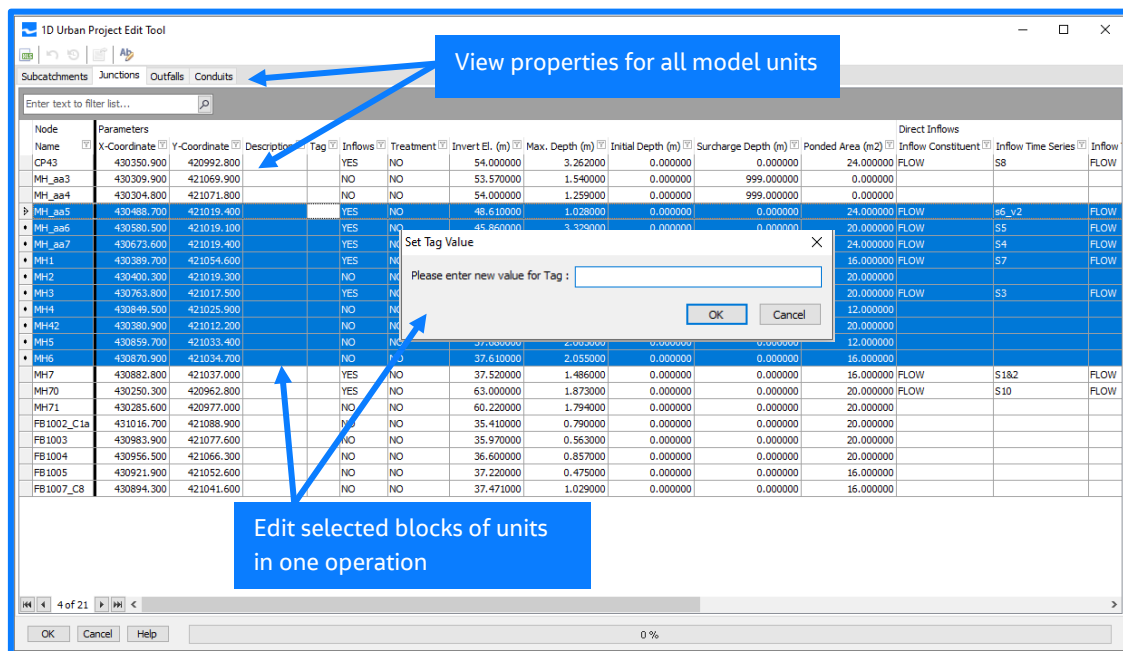 1D Urban Project Edit Tool
View properties for all model units
Subcatchments Junctions Outfalls Conduits
Enter text to filter list...
Node Parameters Direct Inflows
Name X-Coordinate Y-Coordinate Description Tag Inflows Treatment Invert El. (m) Max. Depth (m) Initial Depth (m) Surcharge Depth (m) Ponded Area (m2) Inflow Constituent Inflow Time Series Inflow
CP43 430350.900 420992.800 YES NO 54.000000 3.262000 0.000000 0.000000 24.000000 FLOW S8 FLOW
MH_aa3 430309.900 421069.900 NO NO 53.570000 1.540000 0.000000 999.000000 0.000000
MH_aa4 430304.800 421071.800 NO NO 54.000000 1.259000 0.000000 999.000000 0.000000
MH_aa5 430488.700 421019.400 YES NO 48.610000 1.028000 0.000000 0.000000 24.000000 FLOW s6_v2 FLOW
MH_aa6 430580.500 421019.100 YES NO 45.860000 3.329000 0.000000 0.000000 20.000000 FLOW S5 FLOW
MH_aa7 430673.600 421019.400 YES 24.000000 FLOW S4 FLOW
MH1 430389.700 421054.600 YES 16.000000 FLOW S7 FLOW
MH2 430400.300 421019.300 NO 20.000000
MH3 430763.800 421017.500 YES 20.000000 FLOW S3 FLOW
MH4 430849.500 421025.900 NO 12.000000
MH42 430380.900 421012.200 NO 20.000000
MH5 430859.700 421033.400 NO 12.000000
MH6 430870.900 421034.700 NO NO 37.610000 2.055000 0.000000 0.000000 16.000000
Set Tag Value
Please enter new value for Tag :
OK Cancel
MH7 430882.800 421037.000 YES NO 37.520000 1.486000 0.000000 0.000000 16.000000 FLOW S1&2 FLOW
MH70 430250.300 420962.800 YES NO 63.000000 1.873000 0.000000 0.000000 20.000000 FLOW S10 FLOW
MH71 430285.600 420977.000 NO NO 60.220000 1.794000 0.000000 0.000000 20.000000
FB1002_C1a 431016.700 421088.900 NO NO 35.410000 0.790000 0.000000 0.000000 20.000000
FB1003 430983.900 421077.600 NO NO 35.970000 0.563000 0.000000 0.000000 20.000000
FB1004 430956.500 421066.300 NO NO 36.600000 0.857000 0.000000 0.000000 20.000000
FB1005 430921.900 421052.600 NO NO 37.220000 0.475000 0.000000 0.000000 16.000000
FB1007_C8 430894.300 421041.600 NO NO 37.471000 1.029000 0.000000 0.000000 16.000000
Edit selected blocks of units
in one operation
4 of 21
OK Cancel Help 0 %